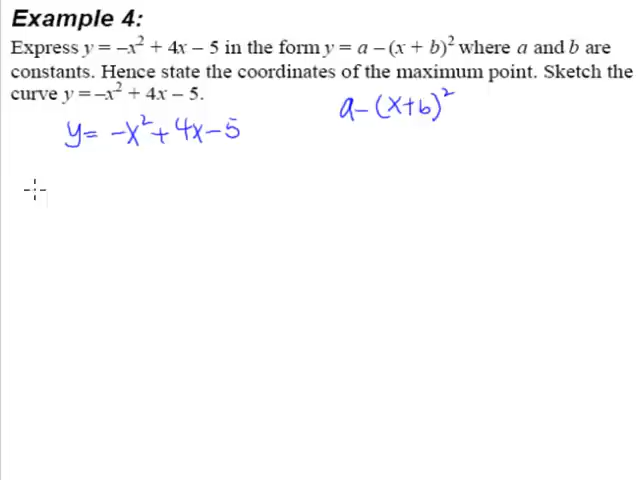 Example 4:
Express y = –x² + 4x – 5 in the form y = a – (x + b)² where a and b are
constants. Hence state the coordinates of the maximum point. Sketch the
curve y = –x² + 4x – 5.
a – (x+b)²
y = –x² + 4x – 5